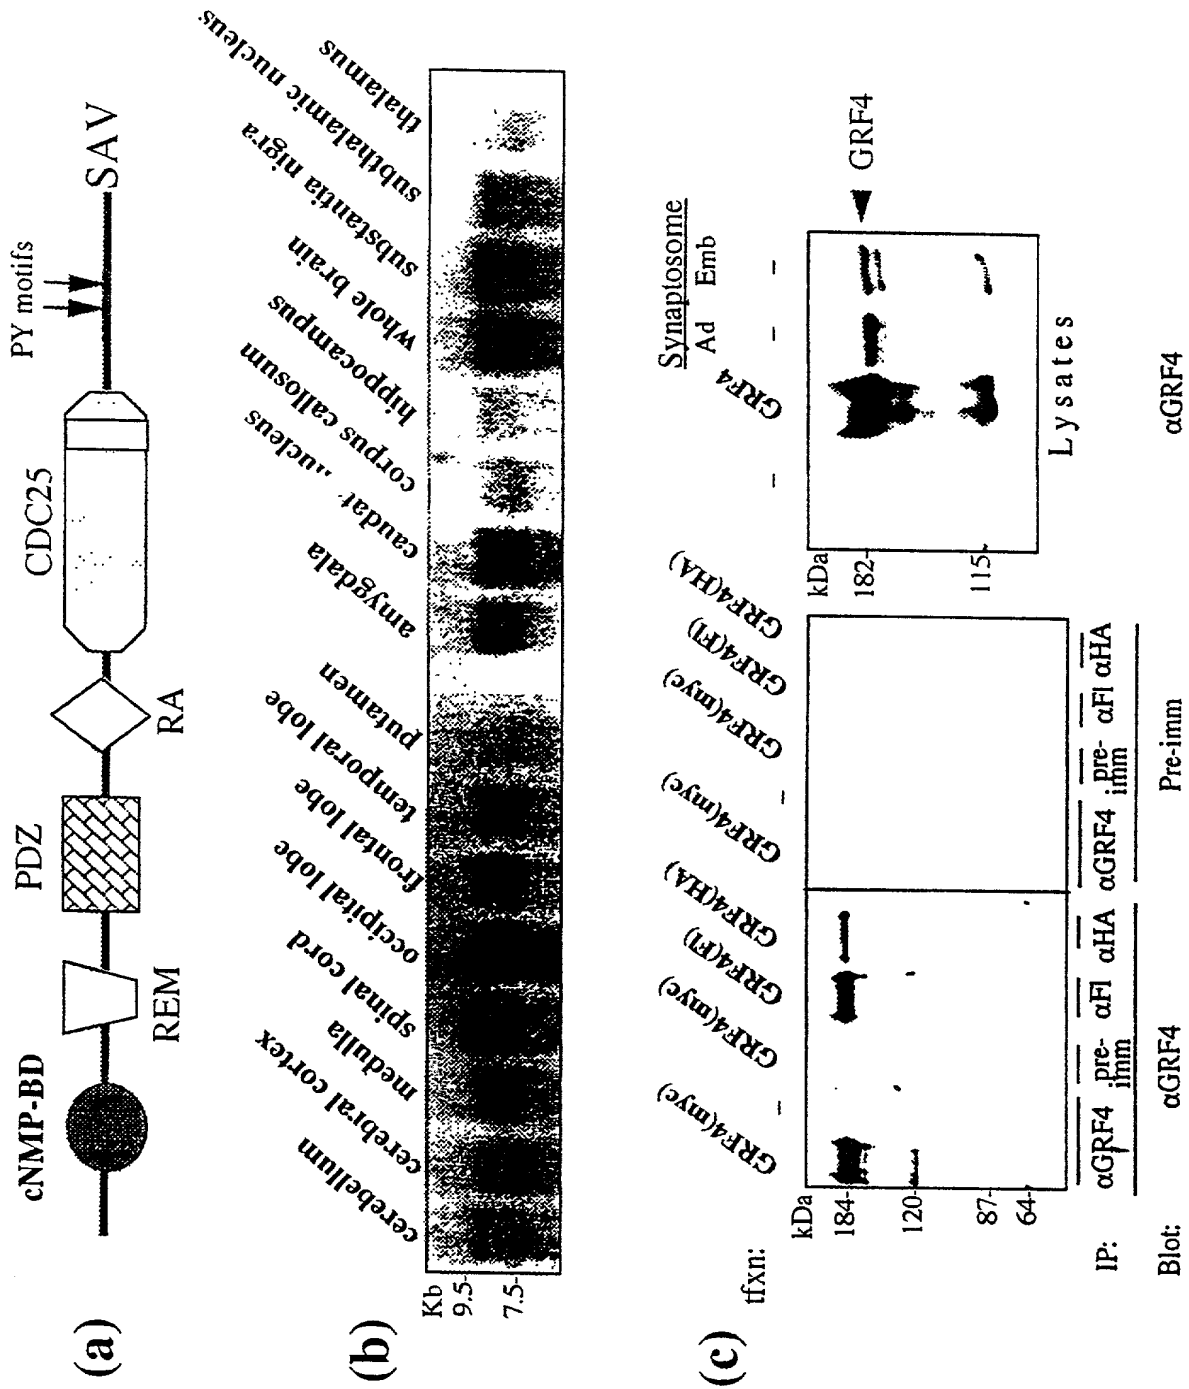 (a)
cNMP-BD
REM
PDZ
RA
CDC25
PY motifs
SAV
(b)
Kb
9.5-
7.5-
cerebellum
cerebral cortex
medulla
spinal cord
occipital lobe
frontal lobe
temporal lobe
putamen
amygdala
caudat ..ucleus
corpus callosum
hippocampus
whole brain
substantia nigra
subthalamic nucleus
thalamus
(c)
tfxn:
GRF4(myc) - GRF4(myc) GRF4(Fl) GRF4(HA) GRF4(myc) - GRF4(myc) GRF4(Fl) GRF4(HA)
kDa
184-
120-
87-
64-
IP: αGRF4 pre-imm αFl αHA αGRF4 pre-imm αFl αHA
Blot: αGRF4 Pre-imm
Synaptosome
Ad Emb
- GRF4 - -
kDa
182-
115-
GRF4
Lysates
αGRF4